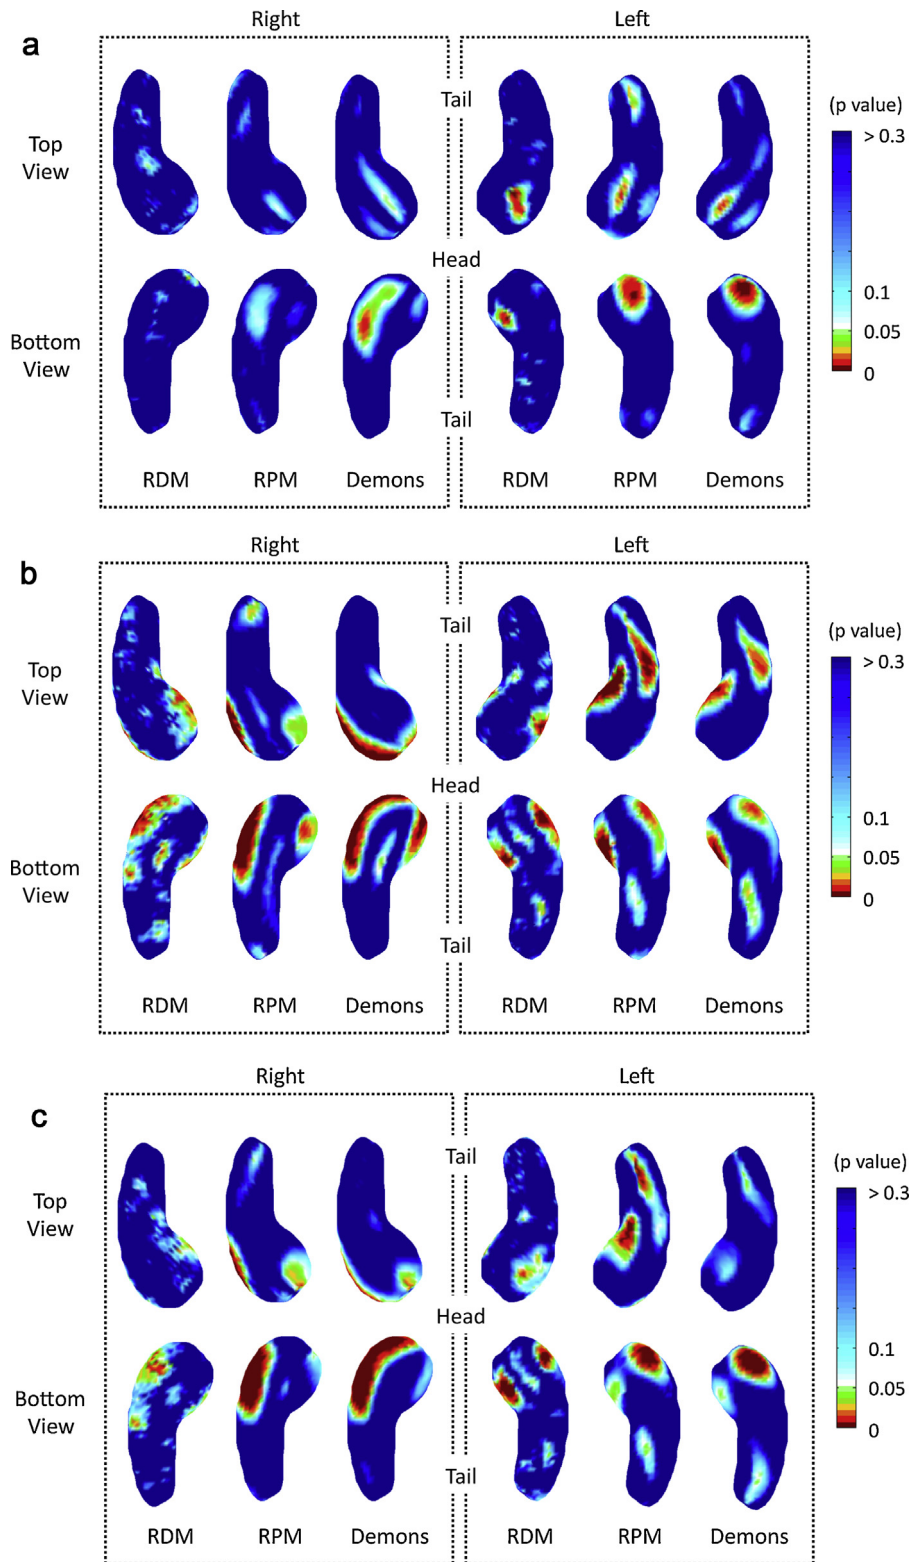 a
Right
Left
Tail
(p value)
> 0.3
Top
View
Head
0.1
0.05
0
Bottom
View
Tail
RDM
RPM
Demons
RDM
RPM
Demons
b
Right
Left
Tail
(p value)
> 0.3
Top
View
Head
0.1
0.05
0
Bottom
View
Tail
RDM
RPM
Demons
RDM
RPM
Demons
c
Right
Left
Tail
(p value)
> 0.3
Top
View
Head
0.1
0.05
0
Bottom
View
Tail
RDM
RPM
Demons
RDM
RPM
Demons